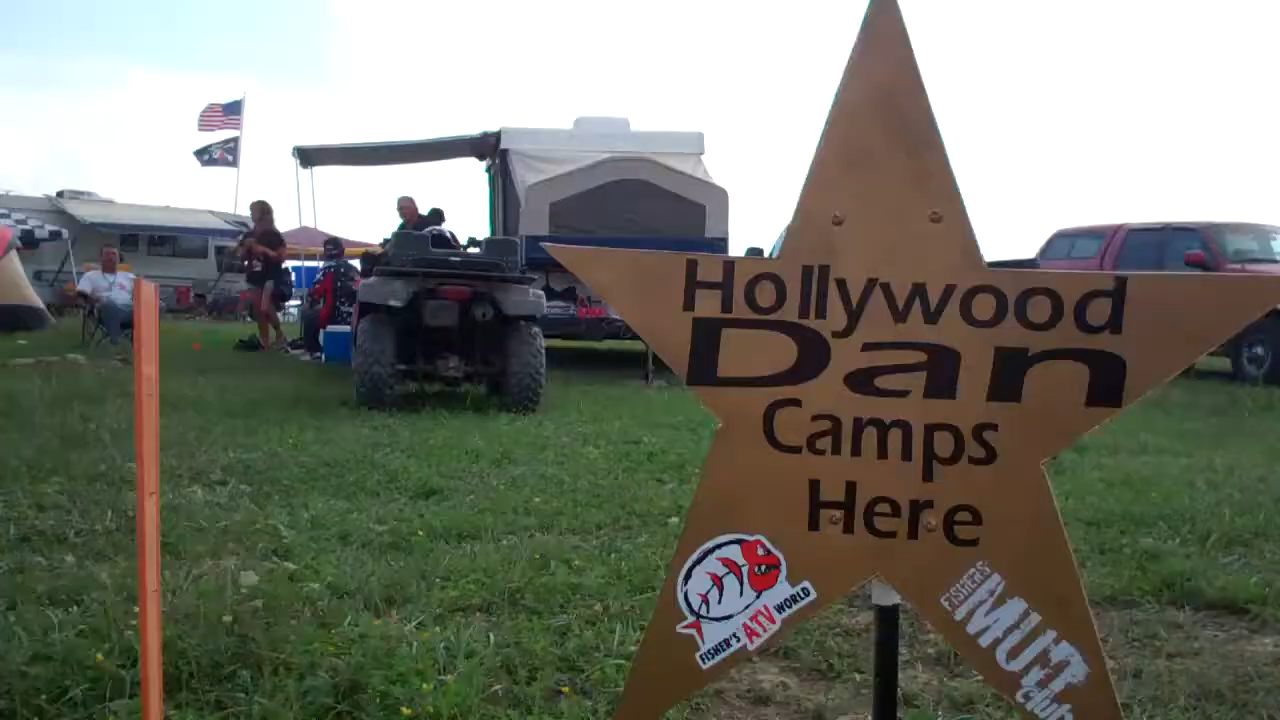 Hollywood
Dan
Camps
Here
FISHER'S ATV WORLD
FISHERS
MUT
club